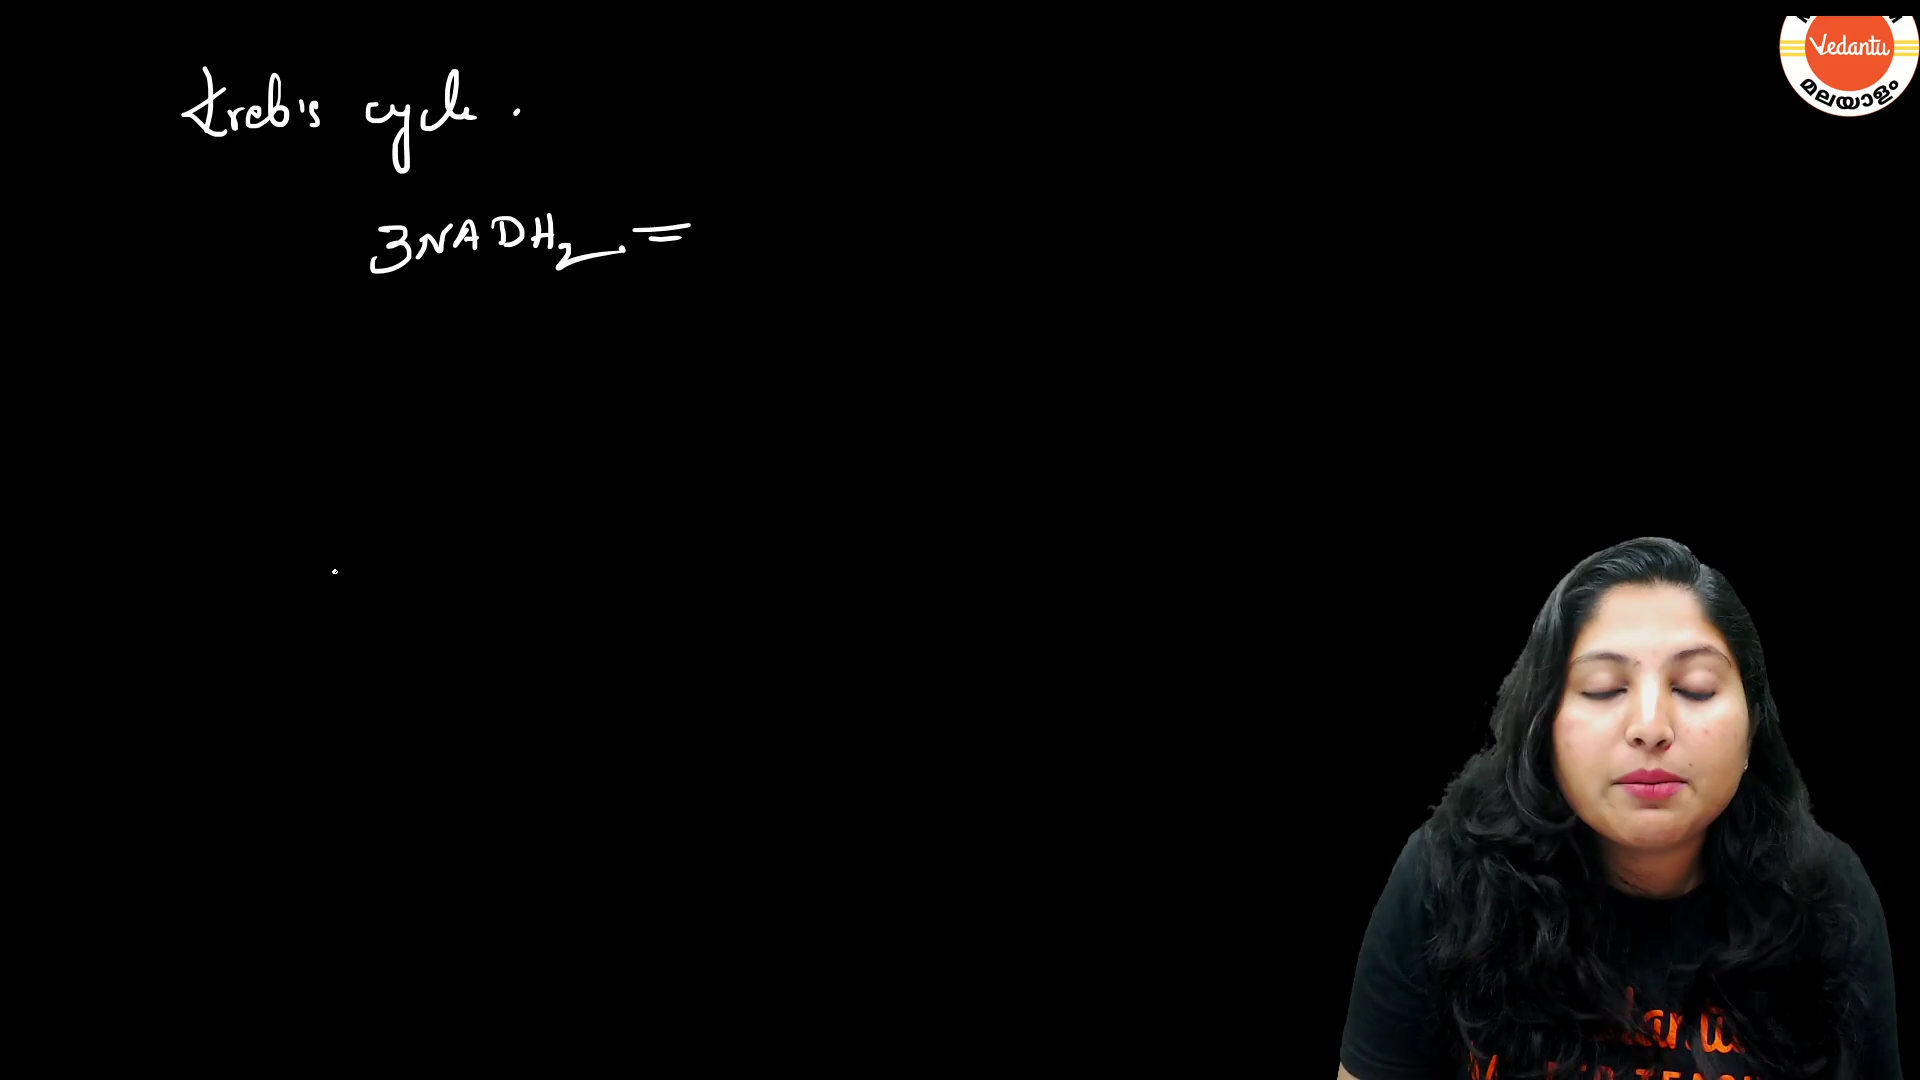 Kreb's cycle .
3NADH₂ =
Vedantu
മലയാളം